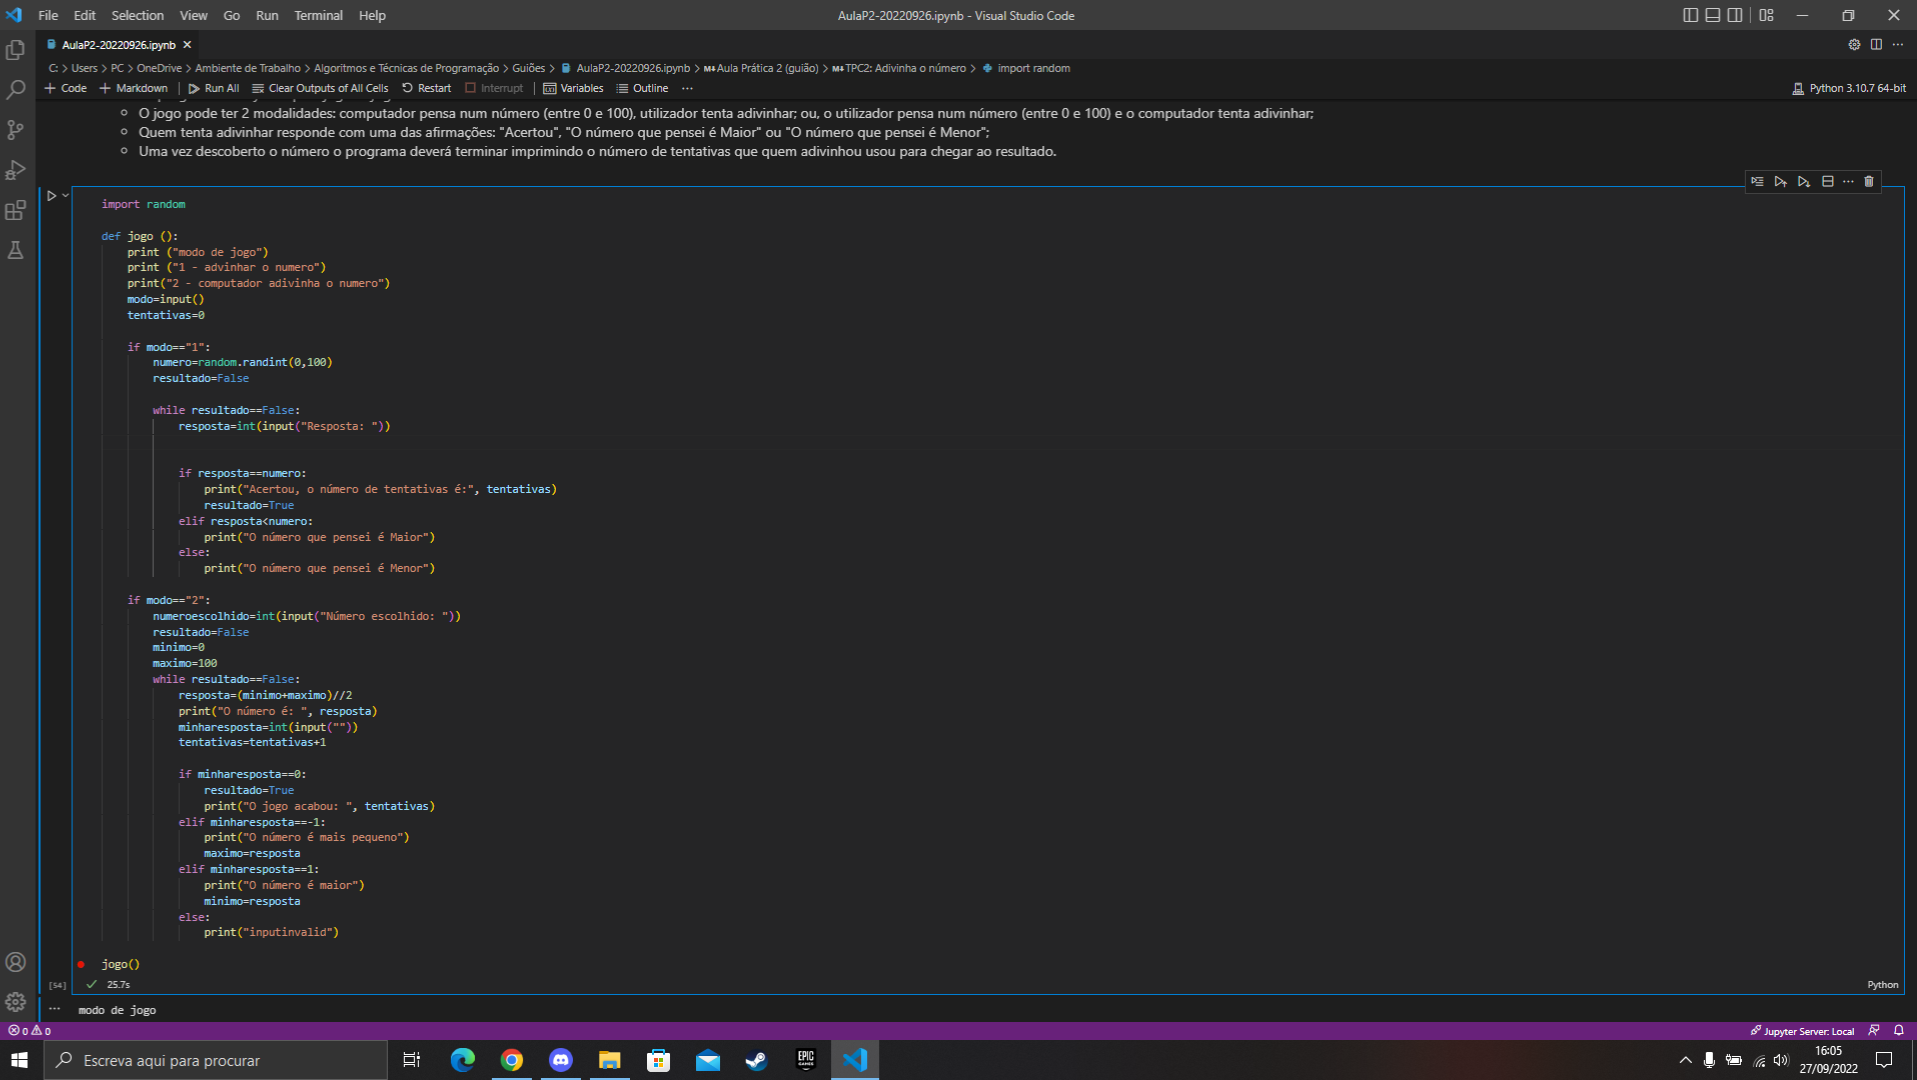 File Edit Selection View Go Run Terminal Help
AulaP2-20220926.ipynb - Visual Studio Code
AulaP2-20220926.ipynb
C: > Users > PC > OneDrive > Ambiente de Trabalho > Algoritmos e Técnicas de Programação > Guiões > AulaP2-20220926.ipynb > M↓Aula Prática 2 (guião) > M↓TPC2: Adivinha o número > import random
+ Code + Markdown Run All Clear Outputs of All Cells Restart Interrupt Variables Outline ...
Python 3.10.7 64-bit
O jogo pode ter 2 modalidades: computador pensa num número (entre 0 e 100), utilizador tenta adivinhar; ou, o utilizador pensa num número (entre 0 e 100) e o computador tenta adivinhar;
Quem tenta adivinhar responde com uma das afirmações: "Acertou", "O número que pensei é Maior" ou "O número que pensei é Menor";
Uma vez descoberto o número o programa deverá terminar imprimindo o número de tentativas que quem adivinhou usou para chegar ao resultado.
import random
def jogo ():
print ("modo de jogo")
print ("1 - advinhar o numero")
print("2 - computador adivinha o numero")
modo=input()
tentativas=0
if modo=="1":
numero=random.randint(0,100)
resultado=False
while resultado==False:
resposta=int(input("Resposta: "))
if resposta==numero:
print("Acertou, o número de tentativas é:", tentativas)
resultado=True
elif resposta<numero:
print("O número que pensei é Maior")
else:
print("O número que pensei é Menor")
if modo=="2":
numeroescolhido=int(input("Número escolhido: "))
resultado=False
minimo=0
maximo=100
while resultado==False:
resposta=(minimo+maximo)//2
print("O número é: ", resposta)
minharesposta=int(input(""))
tentativas=tentativas+1
if minharesposta==0:
resultado=True
print("O jogo acabou: ", tentativas)
elif minharesposta==-1:
print("O número é mais pequeno")
maximo=resposta
elif minharesposta==1:
print("O número é maior")
minimo=resposta
else:
print("inputinvalid")
jogo()
[54] 25.7s
Python
... modo de jogo
0 0
Jupyter Server: Local
Escreva aqui para procurar
EPIC GAMES
16:05
27/09/2022